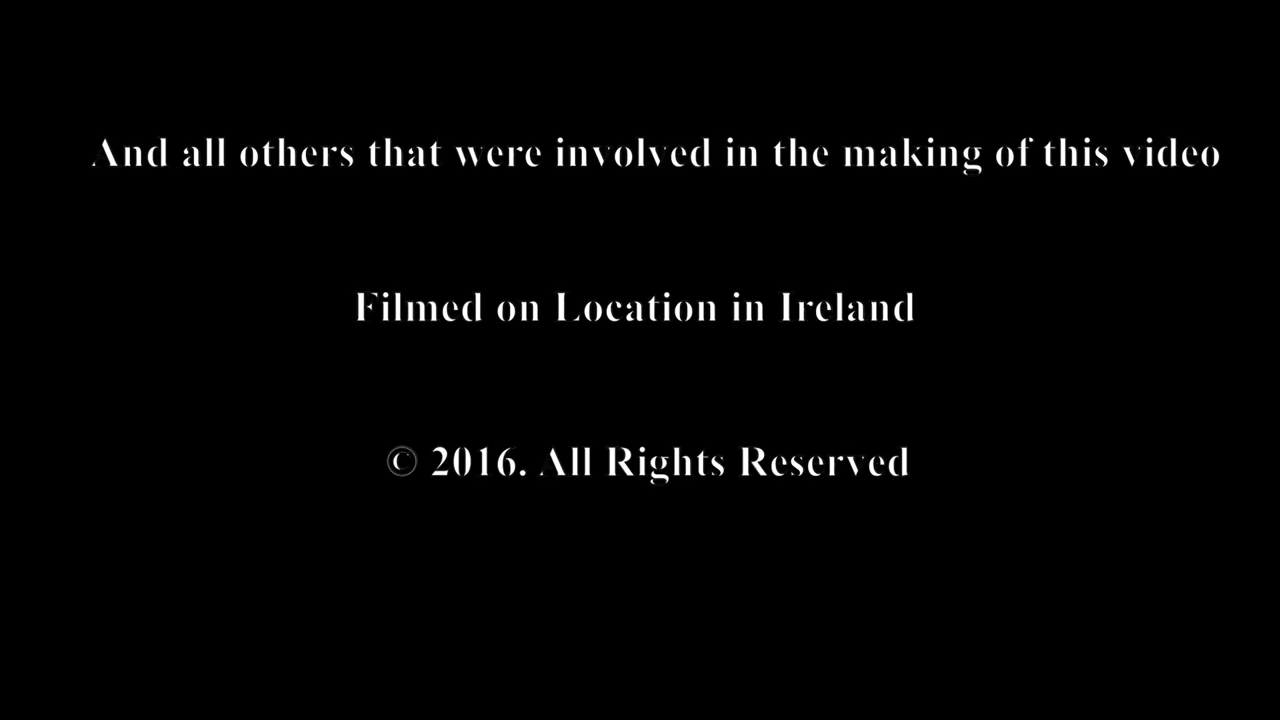 And all others that were involved in the making of this video
Filmed on Location in Ireland
© 2016. All Rights Reserved